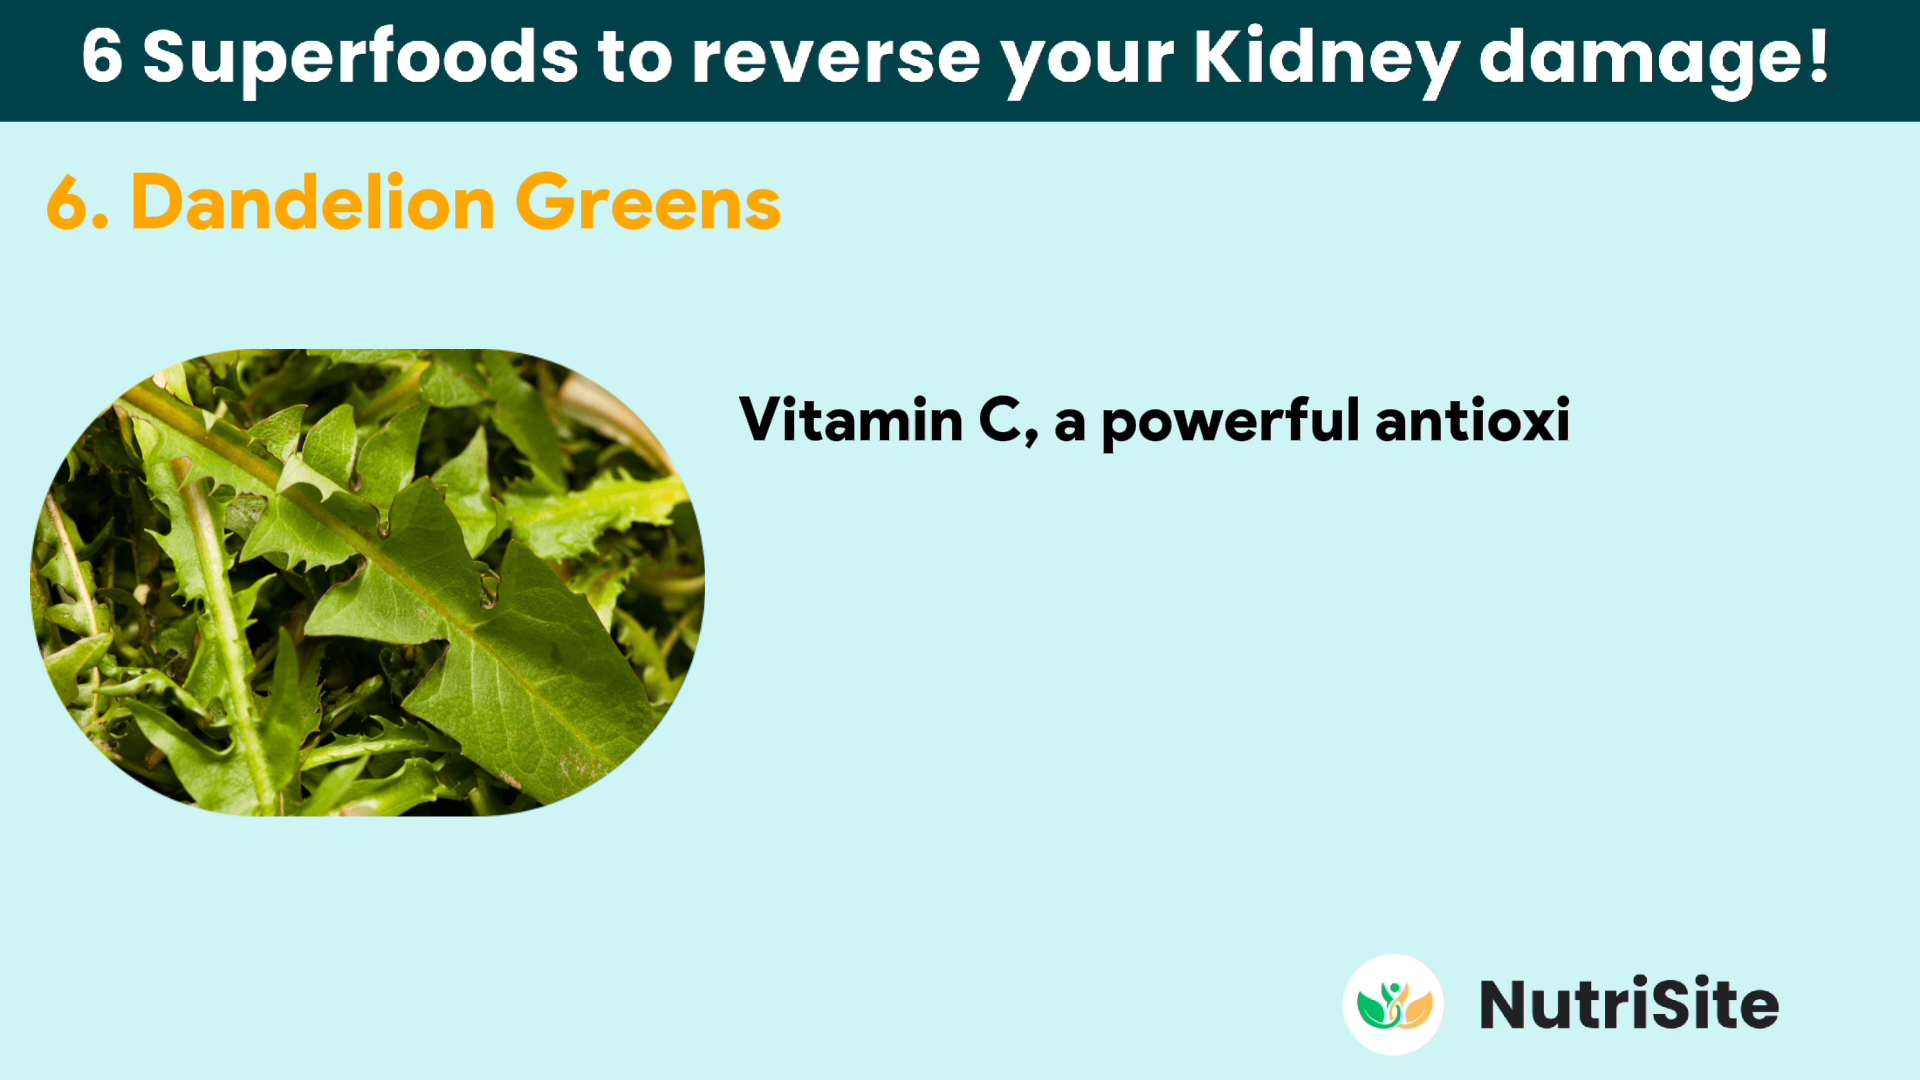 6 Superfoods to reverse your Kidney damage!
6. Dandelion Greens
Vitamin C, a powerful antioxi
NutriSite